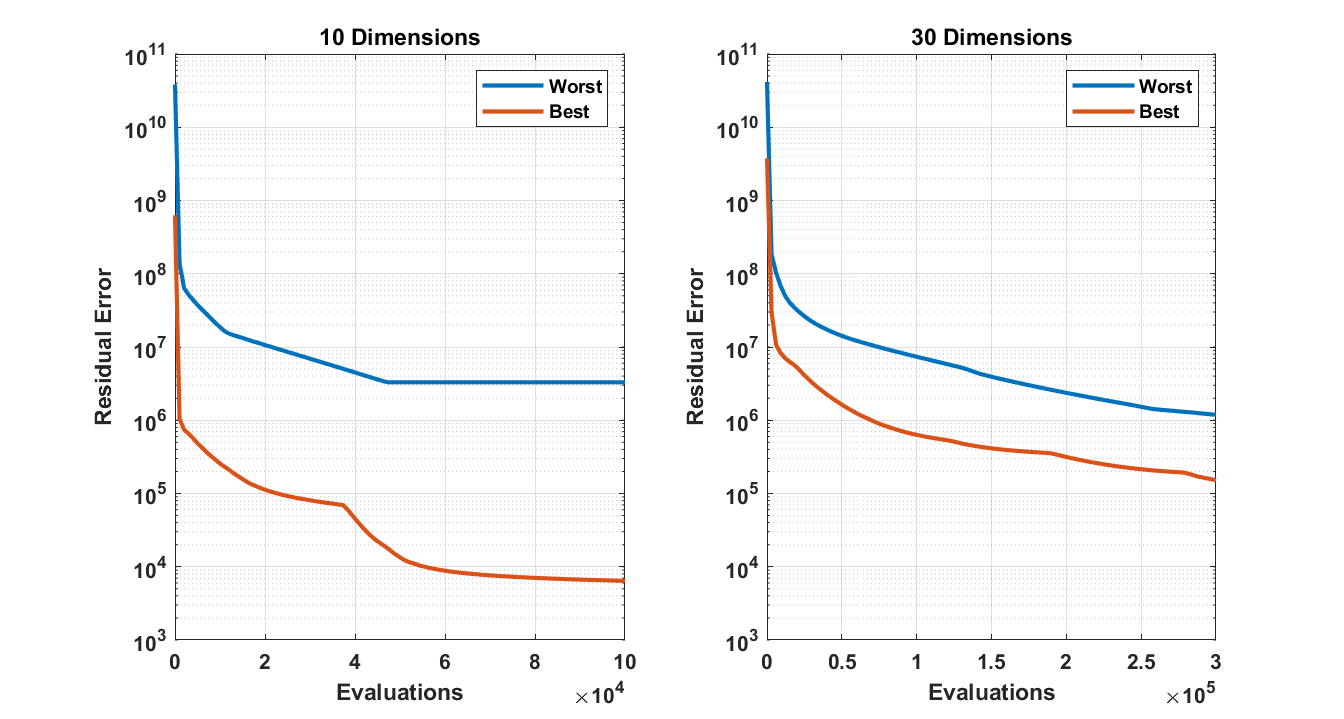 10 Dimensions
10^11
10^10
10^9
10^8
10^7
10^6
10^5
10^4
10^3
Residual Error
Worst
Best
0 2 4 6 8 10
Evaluations
×10^4
30 Dimensions
10^11
10^10
10^9
10^8
10^7
10^6
10^5
10^4
10^3
Residual Error
Worst
Best
0 0.5 1 1.5 2 2.5 3
Evaluations
×10^5